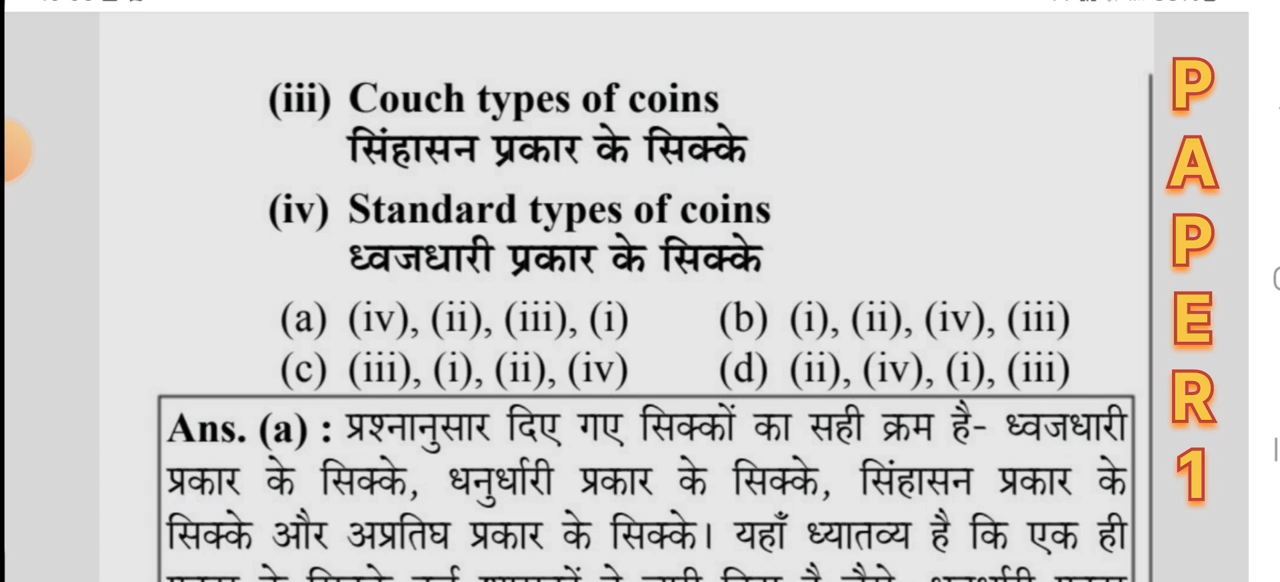 (iii) Couch types of coins
सिंहासन प्रकार के सिक्के
(iv) Standard types of coins
ध्वजधारी प्रकार के सिक्के
(a) (iv), (ii), (iii), (i) (b) (i), (ii), (iv), (iii)
(c) (iii), (i), (ii), (iv) (d) (ii), (iv), (i), (iii)
Ans. (a) : प्रश्नानुसार दिए गए सिक्कों का सही क्रम है- ध्वजधारी
प्रकार के सिक्के, धनुर्धारी प्रकार के सिक्के, सिंहासन प्रकार के
सिक्के और अप्रतिघ प्रकार के सिक्के। यहाँ ध्यातव्य है कि एक ही
PAPER 1